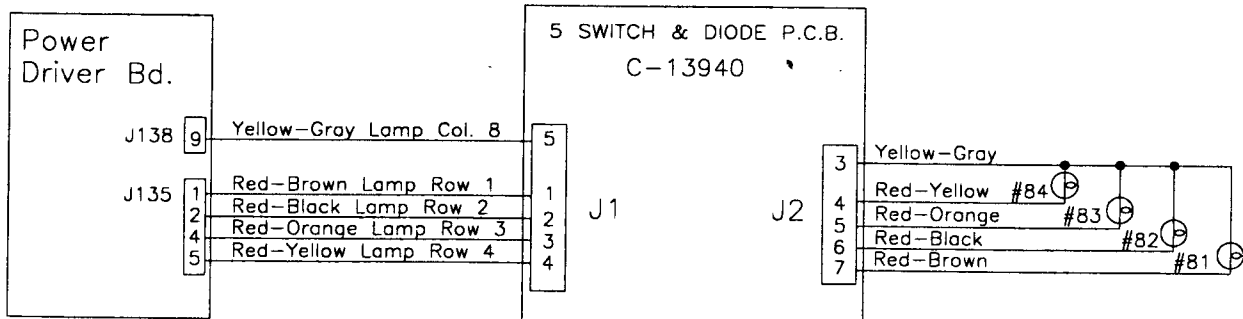 Power
Driver Bd.
5 SWITCH & DIODE P.C.B.
C-13940
J138 9 Yellow-Gray Lamp Col. 8 5
J135 1 Red-Brown Lamp Row 1 1
2 Red-Black Lamp Row 2 2
4 Red-Orange Lamp Row 3 3
5 Red-Yellow Lamp Row 4 4
J1
J2
3 Yellow-Gray
4 Red-Yellow #84
5 Red-Orange #83
6 Red-Black #82
7 Red-Brown #81